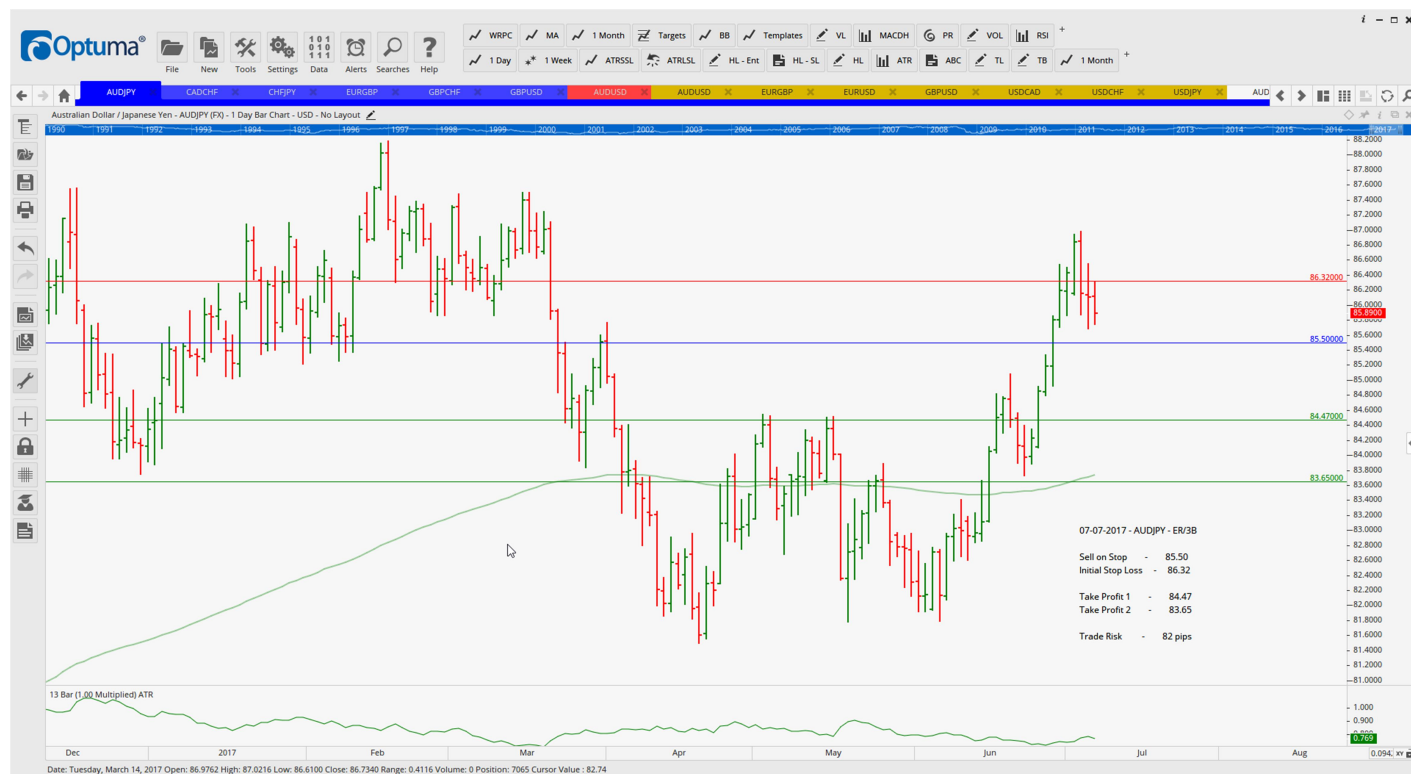 Optuma®
File New Tools Settings Data Alerts Searches Help
WRPC MA 1 Month Targets BB Templates VL MACDH PR VOL RSI +
1 Day 1 Week ATRSSL ATRLSL HL - Ent HL - SL HL ATR ABC TL TB 1 Month +
AUDJPY CADCHF CHFJPY EURGBP GBPCHF GBPUSD AUDUSD AUDUSD EURGBP EURUSD GBPUSD USDCAD USDCHF USDJPY AUD
Australian Dollar / Japanese Yen - AUDJPY (FX) - 1 Day Bar Chart - USD - No Layout
1990 1991 1992 1993 1994 1995 1996 1997 1998 1999 2000 2001 2002 2003 2004 2005 2006 2007 2008 2009 2010 2011 2012 2013 2014 2015 2016 2017
88.2000
88.0000
87.8000
87.6000
87.4000
87.2000
87.0000
86.8000
86.6000
86.32000 86.4000
86.2000
86.0000
85.8900
85.8000
85.6000
85.50000
85.4000
85.2000
85.0000
84.8000
84.6000
84.47000 84.4000
84.2000
84.0000
83.8000
83.65000 83.6000
83.4000
83.2000
83.0000
82.8000
82.6000
82.4000
82.2000
82.0000
81.8000
81.6000
81.4000
81.2000
81.0000
07-07-2017 - AUDJPY - ER/3B
Sell on Stop - 85.50
Initial Stop Loss - 86.32
Take Profit 1 - 84.47
Take Profit 2 - 83.65
Trade Risk - 82 pips
13 Bar (1.00 Multiplied) ATR
1.000
0.900
0.800
0.769
Dec 2017 Feb Mar Apr May Jun Jul Aug XY
Date: Tuesday, March 14, 2017 Open: 86.9762 High: 87.0216 Low: 86.6100 Close: 86.7340 Range: 0.4116 Volume: 0 Position: 7065 Cursor Value : 82.74